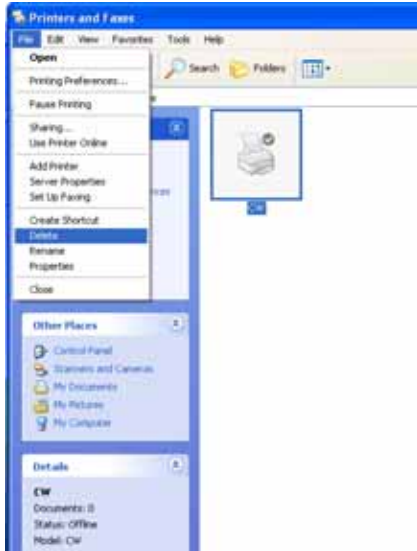 Printers and Faxes
File Edit View Favorites Tools Help
Search Folders
Open
Printing Preferences...
Pause Printing
Sharing...
Use Printer Online
Add Printer
Server Properties
Set Up Faxing
Create Shortcut
Delete
Rename
Properties
Close
CW
Other Places
Control Panel
Scanners and Cameras
My Documents
My Pictures
My Computer
Details
CW
Documents: 0
Status: Offline
Model: CW